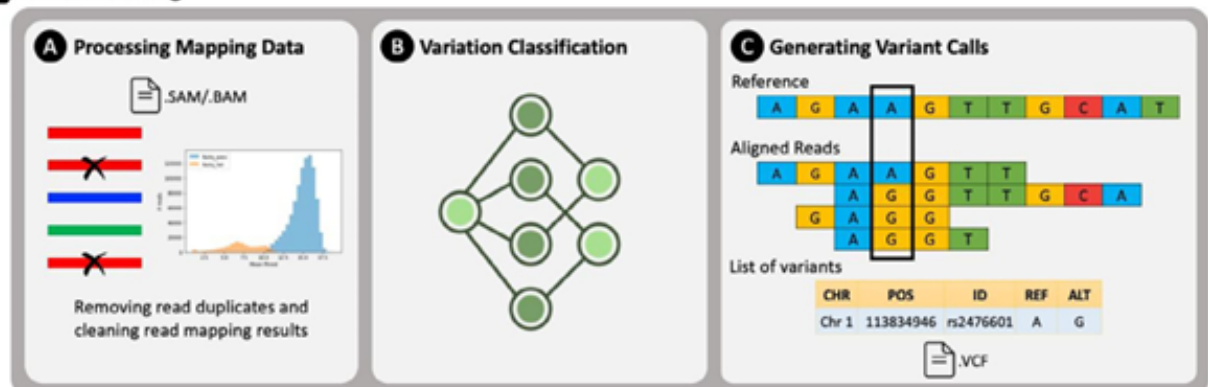 A Processing Mapping Data
.SAM/.BAM
Removing read duplicates and
cleaning read mapping results
B Variation Classification
C Generating Variant Calls
Reference
A G A A G T T G C A T
Aligned Reads
A G A A G T T
A G G T T G C A
G A G G
A G G T
List of variants
CHR POS ID REF ALT
Chr 1 113834946 rs2476601 A G
.VCF